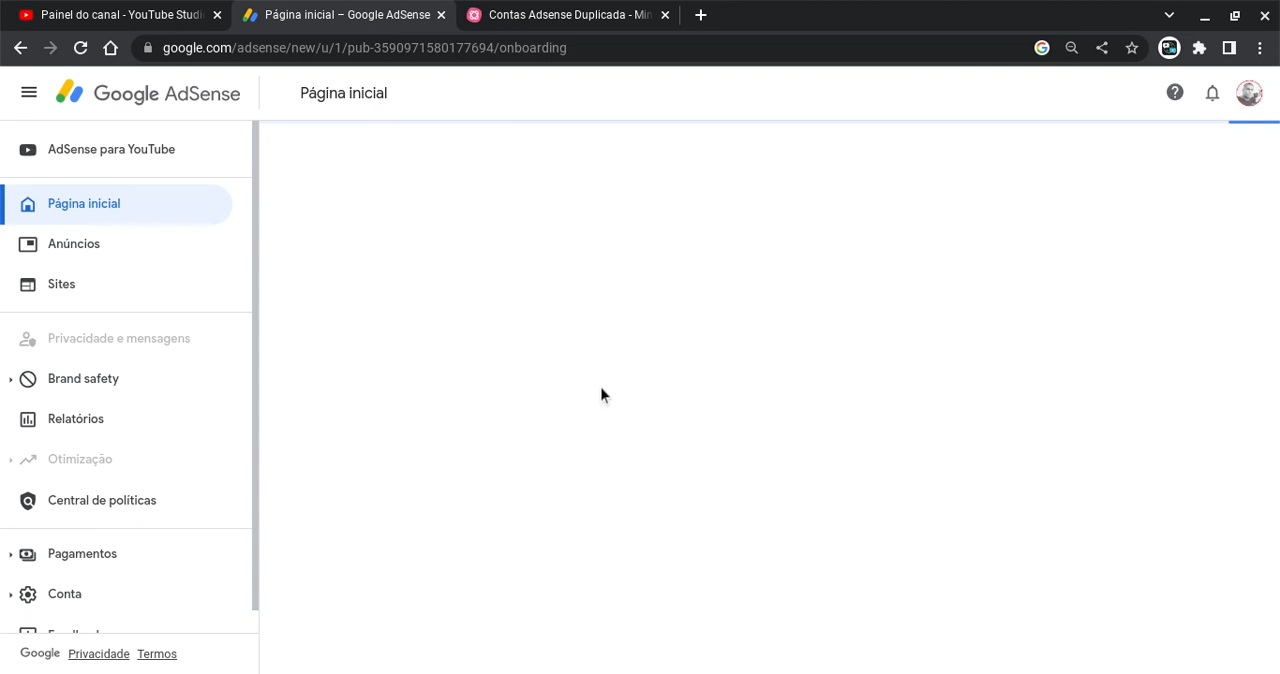 Painel do canal - YouTube Studi
Página inicial – Google AdSense
Contas Adsense Duplicada - Min
google.com/adsense/new/u/1/pub-3590971580177694/onboarding
Google AdSense
Página inicial
AdSense para YouTube
Página inicial
Anúncios
Sites
Privacidade e mensagens
Brand safety
Relatórios
Otimização
Central de políticas
Pagamentos
Conta
Google Privacidade Termos